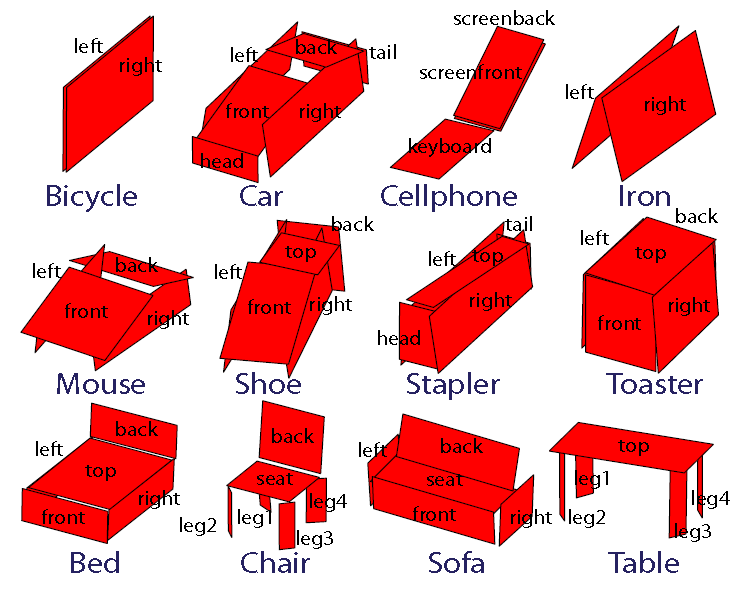 screenback
left
right
left
back
tail
front
right
head
screenfront
keyboard
left
right
Bicycle
Car
Cellphone
Iron
left
back
front
right
back
top
left
front
right
tail
left
top
right
head
back
left
top
front
right
Mouse
Shoe
Stapler
Toaster
back
left
top
front
right
back
seat
leg1
leg2
leg3
leg4
left
back
seat
front
right
top
leg1
leg2
leg3
leg4
Bed
Chair
Sofa
Table